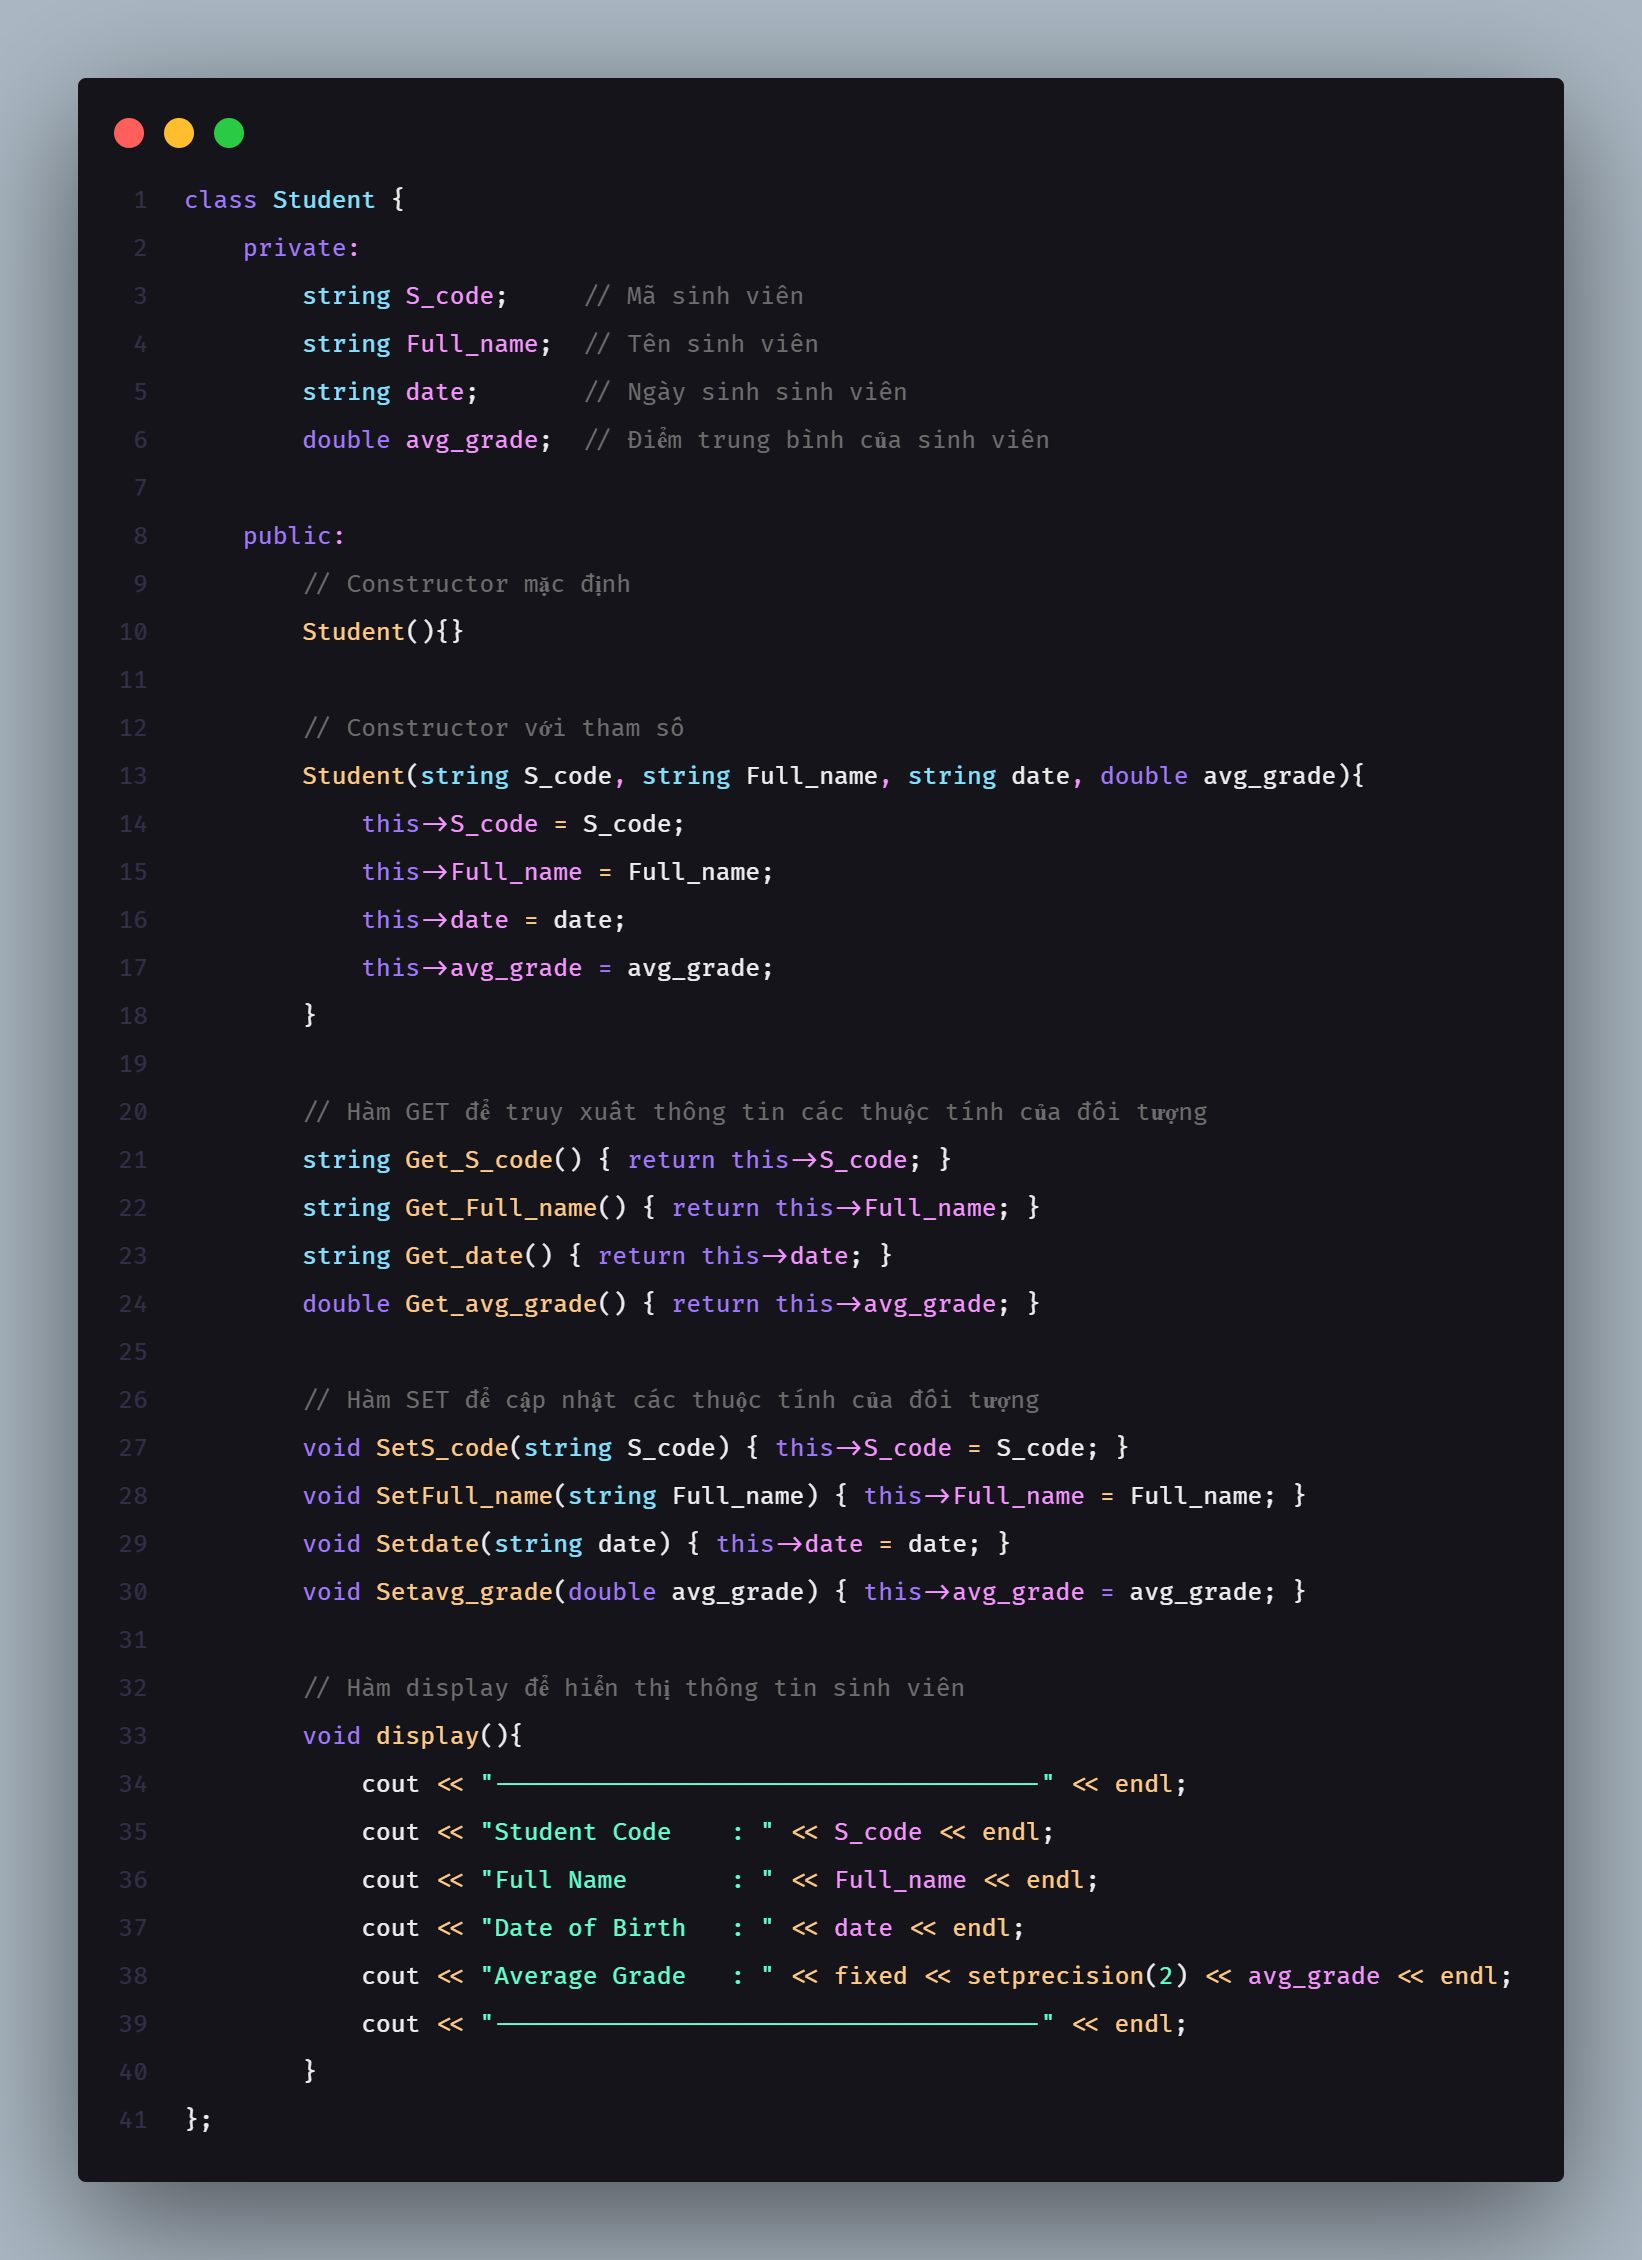 1 class Student {
2     private:
3         string S_code;     // Mã sinh viên
4         string Full_name;  // Tên sinh viên
5         string date;       // Ngày sinh sinh viên
6         double avg_grade;  // Điểm trung bình của sinh viên
7
8     public:
9         // Constructor mặc định
10         Student(){}
11
12         // Constructor với tham số
13         Student(string S_code, string Full_name, string date, double avg_grade){
14             this->S_code = S_code;
15             this->Full_name = Full_name;
16             this->date = date;
17             this->avg_grade = avg_grade;
18         }
19
20         // Hàm GET để truy xuất thông tin các thuộc tính của đối tượng
21         string Get_S_code() { return this->S_code; }
22         string Get_Full_name() { return this->Full_name; }
23         string Get_date() { return this->date; }
24         double Get_avg_grade() { return this->avg_grade; }
25
26         // Hàm SET để cập nhật các thuộc tính của đối tượng
27         void SetS_code(string S_code) { this->S_code = S_code; }
28         void SetFull_name(string Full_name) { this->Full_name = Full_name; }
29         void Setdate(string date) { this->date = date; }
30         void Setavg_grade(double avg_grade) { this->avg_grade = avg_grade; }
31
32         // Hàm display để hiển thị thông tin sinh viên
33         void display(){
34             cout << "-------------------------------------" << endl;
35             cout << "Student Code    : " << S_code << endl;
36             cout << "Full Name       : " << Full_name << endl;
37             cout << "Date of Birth   : " << date << endl;
38             cout << "Average Grade   : " << fixed << setprecision(2) << avg_grade << endl;
39             cout << "-------------------------------------" << endl;
40         }
41 };